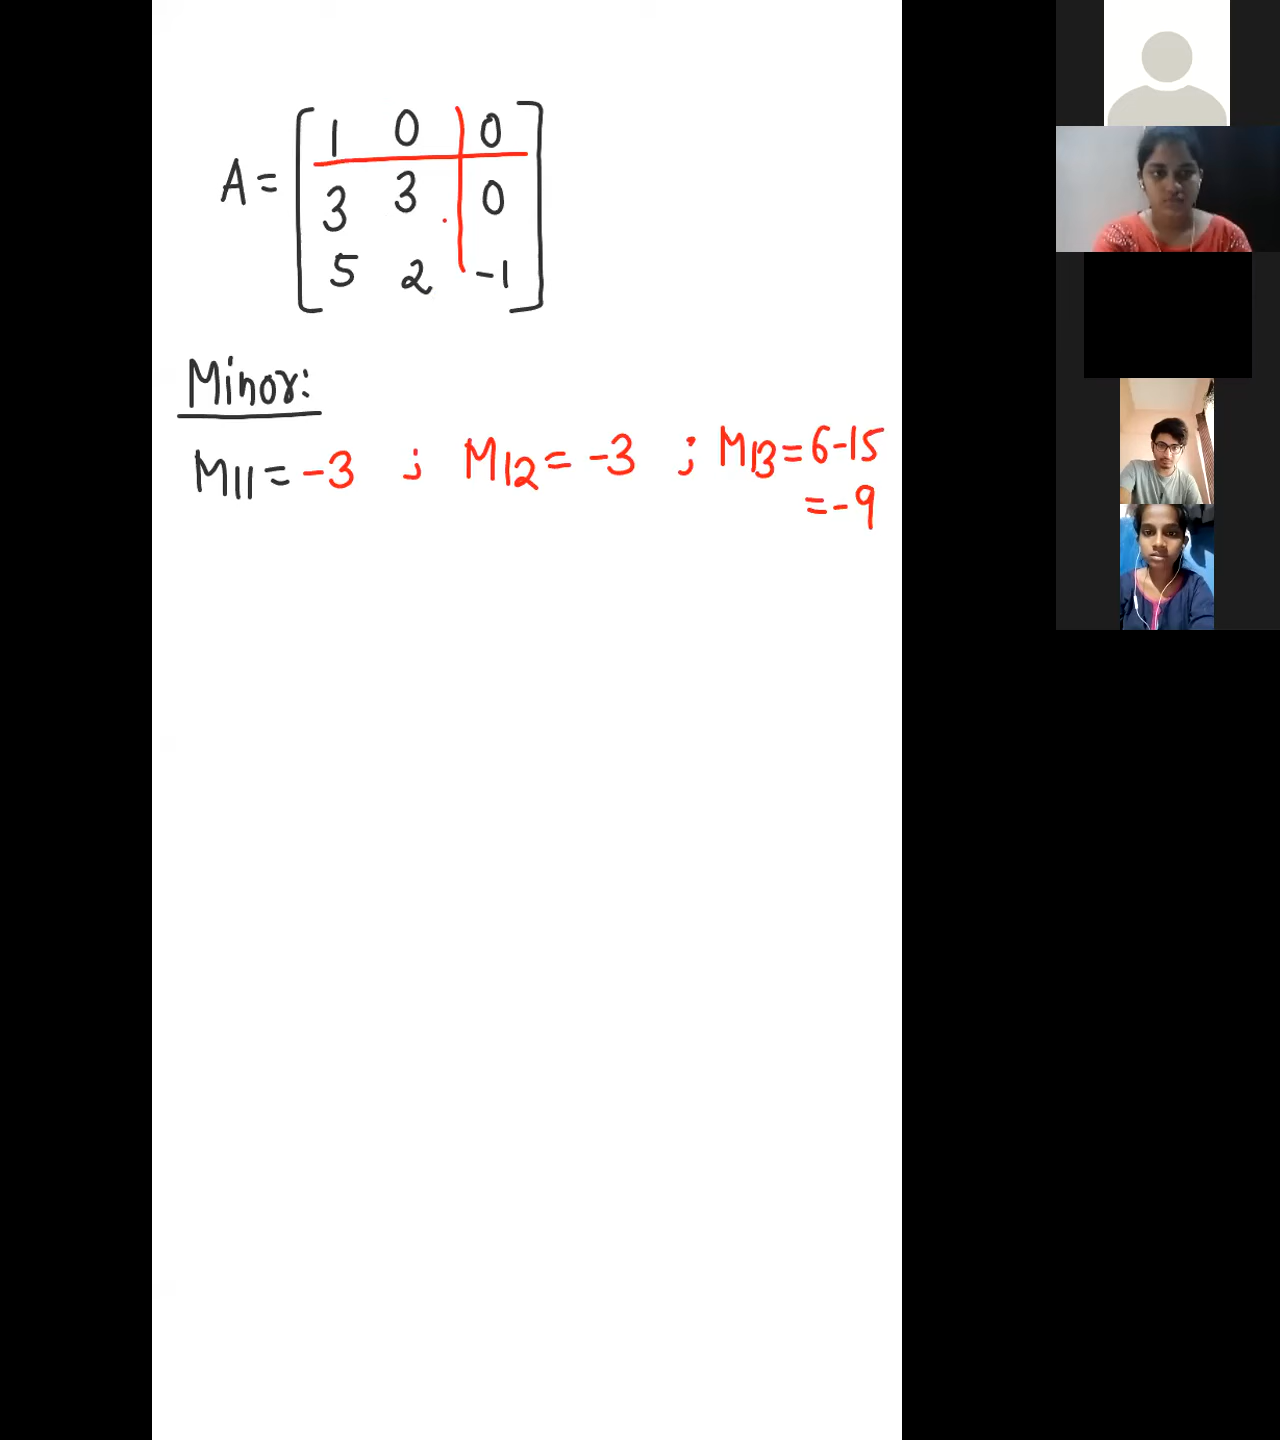 1 0 0
A = 3 3 0
5 2 -1
Minor:
M11 = -3 ; M12 = -3 ; M13 = 6-15
= -9